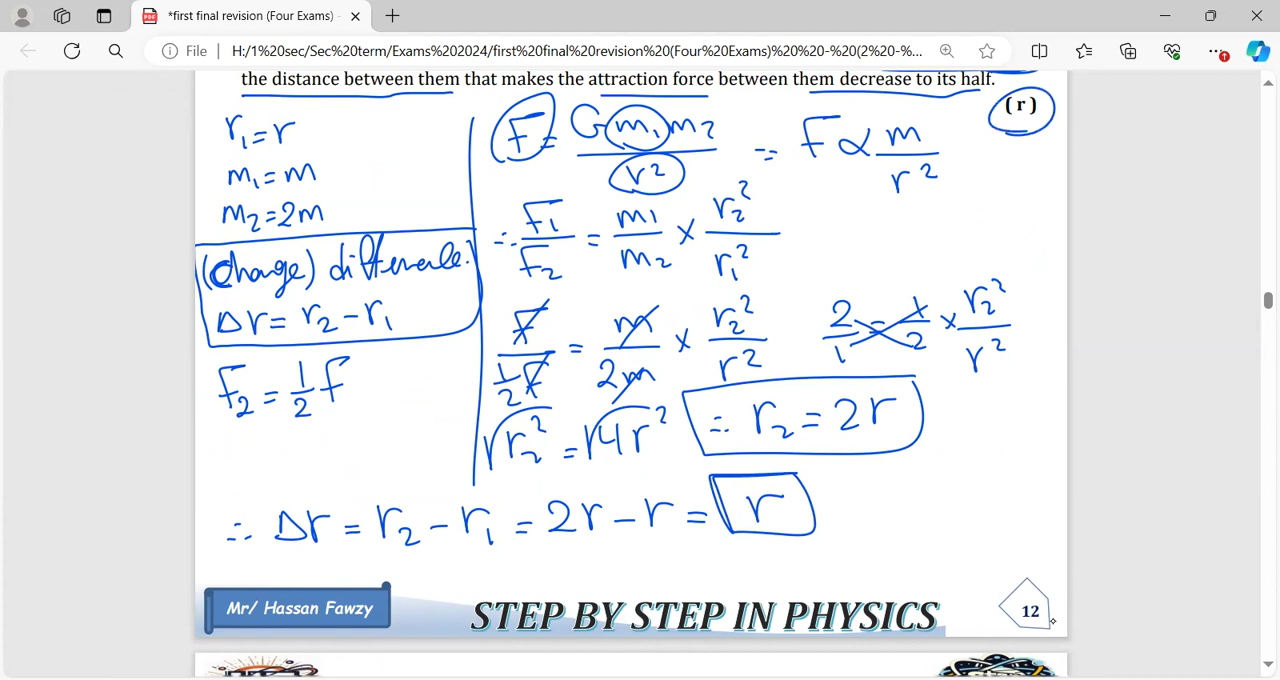 *first final revision (Four Exams) -
File
H:/1%20sec/Sec%20term/Exams%202024/first%20final%20revision%20(Four%20Exams)%20%20-%20(2%20-%...
the distance between them that makes the attraction force between them decrease to its half.
(r)
r₁ = r
m₁ = m
m₂ = 2m
(Change) difference:
Δr = r₂ - r₁
F₂ = 1/2 F
F = G m₁ m₂ / r² = F ∝ m / r²
∴ F₁ / F₂ = m₁ / m₂ × r₂² / r₁²
F / 1/2 F = m / 2m × r₂² / r²
2/1 = 1/2 × r₂² / r²
√r₂² = √4r²
∴ r₂ = 2r
∴ Δr = r₂ - r₁ = 2r - r = r
Mr/ Hassan Fawzy
STEP BY STEP IN PHYSICS
12